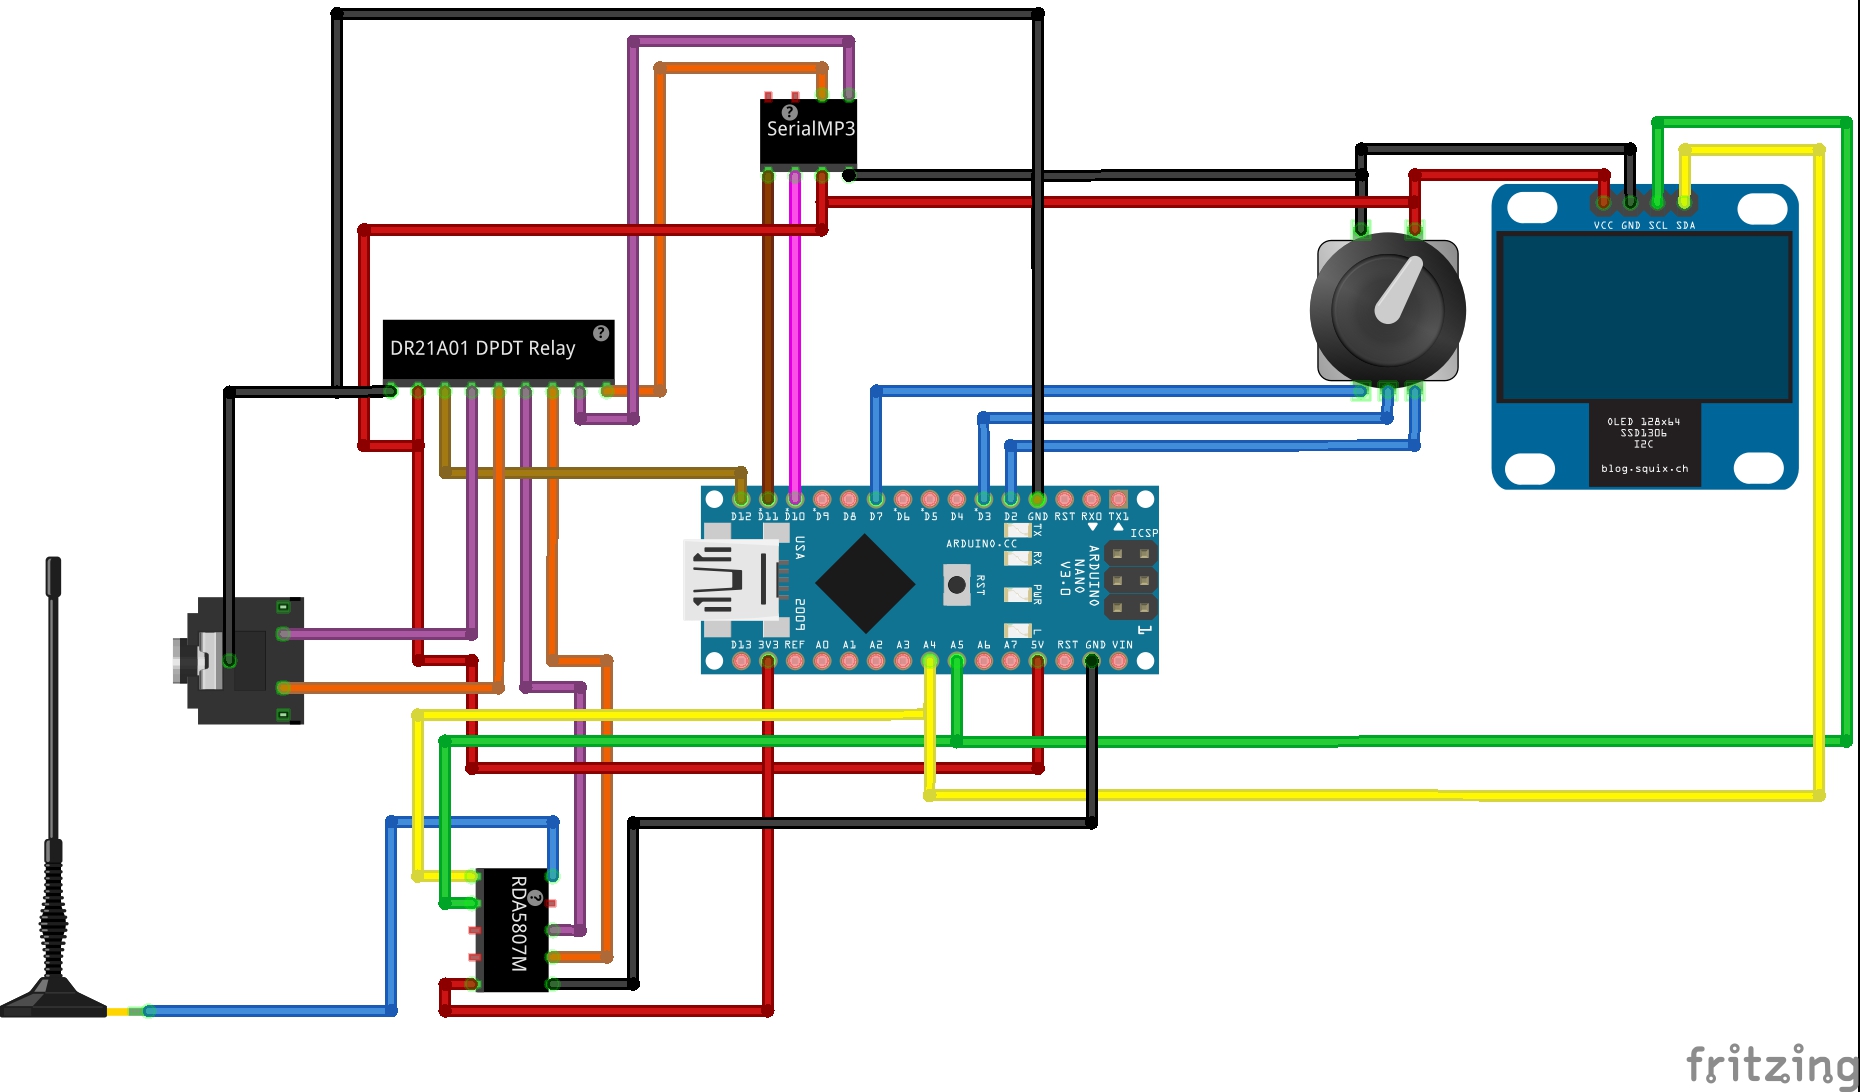 SerialMP3
?
VCC GND SCL SDA
DR21A01 DPDT Relay
?
OLED 128x64
SSD1306
I2C
blog.squix.ch
D12 D11 D10 D9 D8 D7 D6 D5 D4 D3 D2 GND RST RX0 TX1
ICSP
ARDUINO.CC
TX
RX
PWR
L
USA
2009
RST
ARDUINO
NANO
V3.0
1
D13 3V3 REF A0 A1 A2 A3 A4 A5 A6 A7 5V RST GND VIN
RDA5807M
?
fritzing